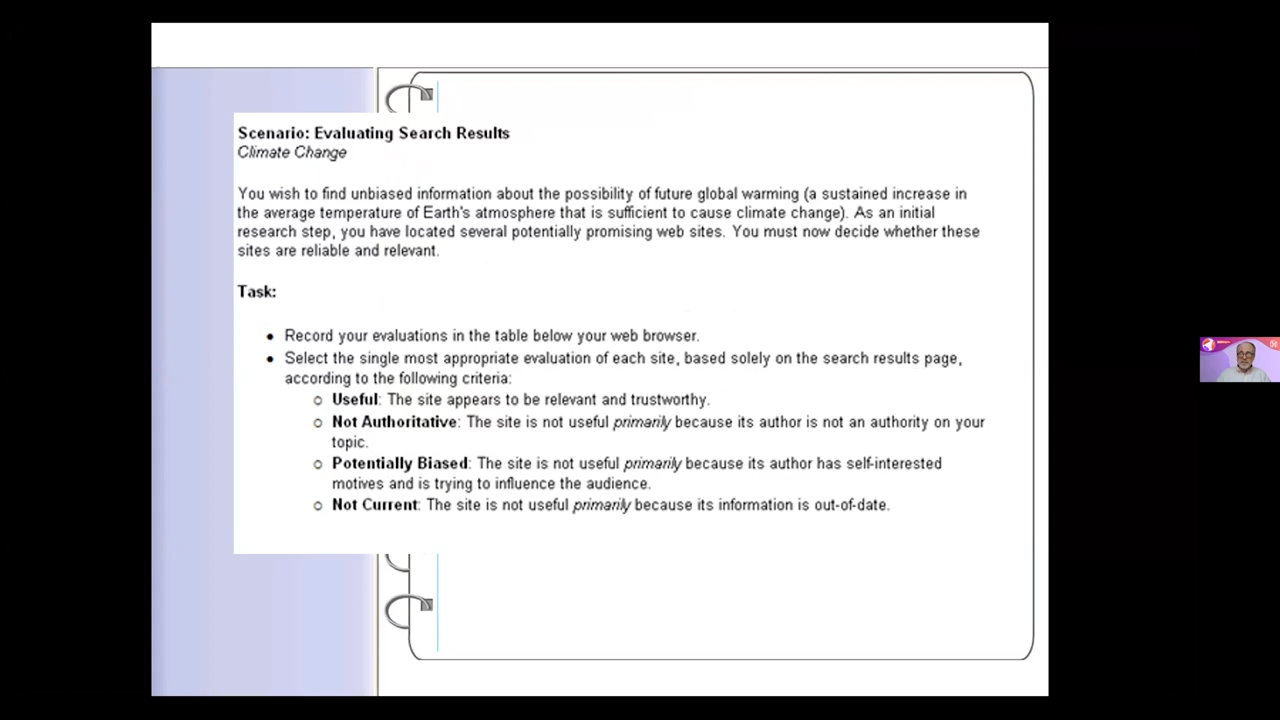 Scenario: Evaluating Search Results
Climate Change
You wish to find unbiased information about the possibility of future global warming (a sustained increase in
the average temperature of Earth's atmosphere that is sufficient to cause climate change). As an initial
research step, you have located several potentially promising web sites. You must now decide whether these
sites are reliable and relevant.
Task:
• Record your evaluations in the table below your web browser.
• Select the single most appropriate evaluation of each site, based solely on the search results page,
according to the following criteria:
o Useful: The site appears to be relevant and trustworthy.
o Not Authoritative: The site is not useful primarily because its author is not an authority on your
topic.
o Potentially Biased: The site is not useful primarily because its author has self-interested
motives and is trying to influence the audience.
o Not Current: The site is not useful primarily because its information is out-of-date.